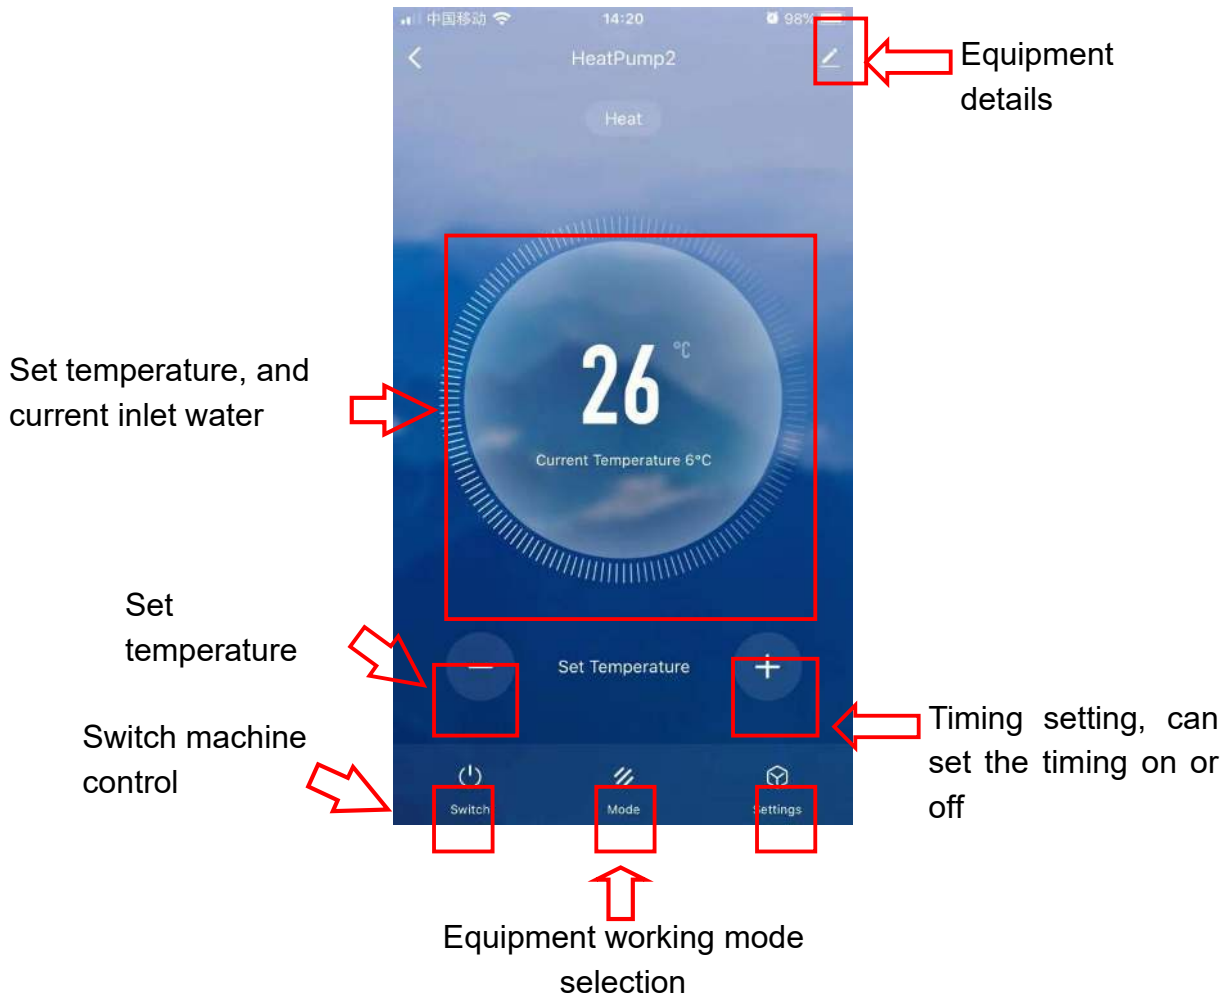 中国移动 14:20 98%
HeatPump2
Equipment
details
Heat
26 °C
Current Temperature 6°C
Set temperature, and
current inlet water
Set
temperature
Set Temperature
Switch machine
control
Timing setting, can
set the timing on or
off
Switch
Mode
Settings
Equipment working mode
selection